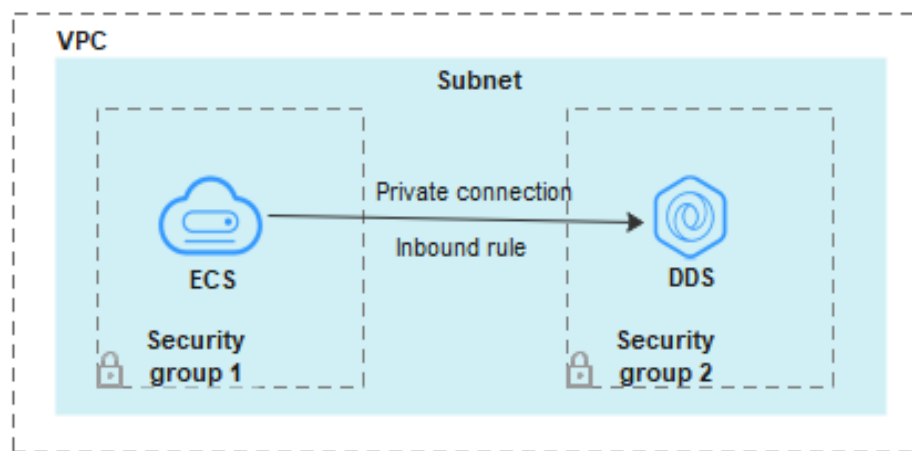 VPC
Subnet
Private connection
Inbound rule
ECS
DDS
Security
group 1
Security
group 2